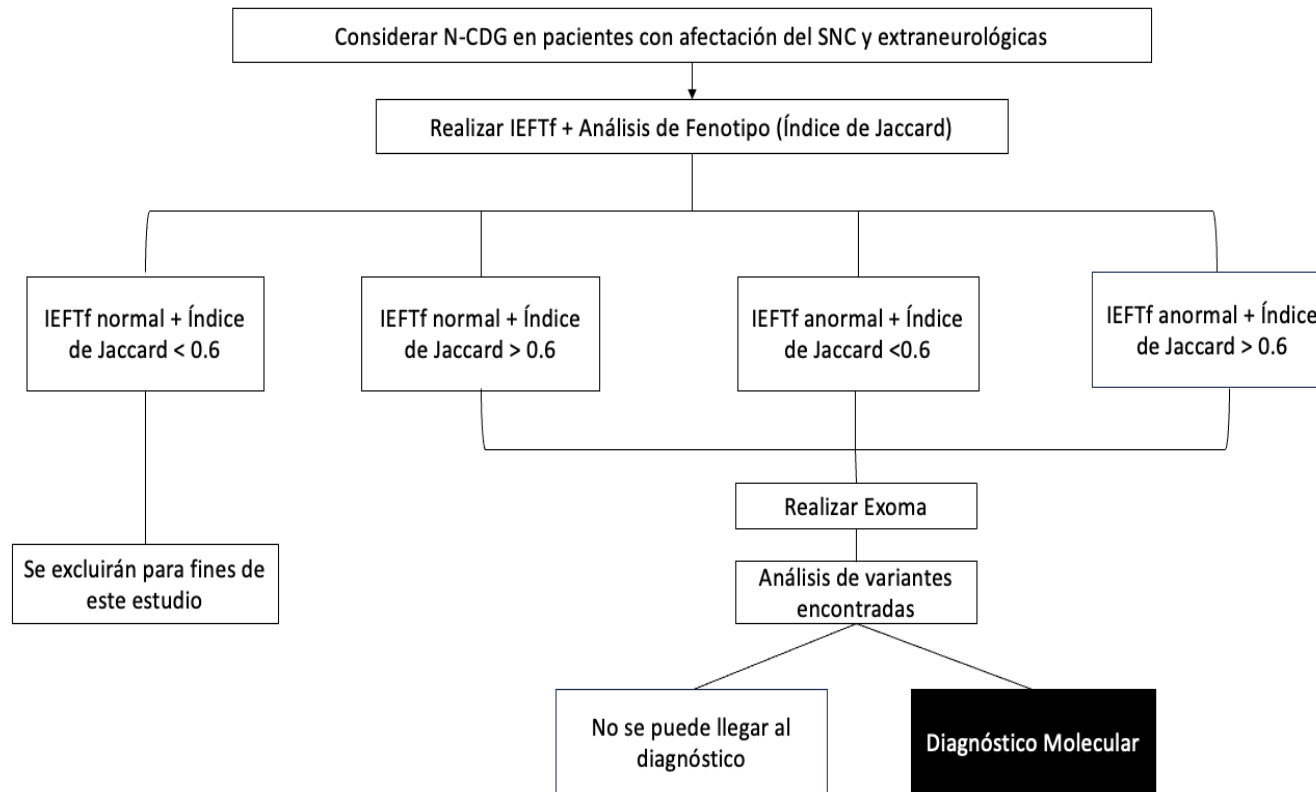 Considerar N-CDG en pacientes con afectación del SNC y extraneurológicas
Realizar IEFTf + Análisis de Fenotipo (Índice de Jaccard)
IEFTf normal + Índice
de Jaccard < 0.6
IEFTf normal + Índice
de Jaccard > 0.6
IEFTf anormal + Índice
de Jaccard <0.6
IEFTf anormal + Índice
de Jaccard > 0.6
Realizar Exoma
Se excluirán para fines de
este estudio
Análisis de variantes
encontradas
No se puede llegar al
diagnóstico
Diagnóstico Molecular